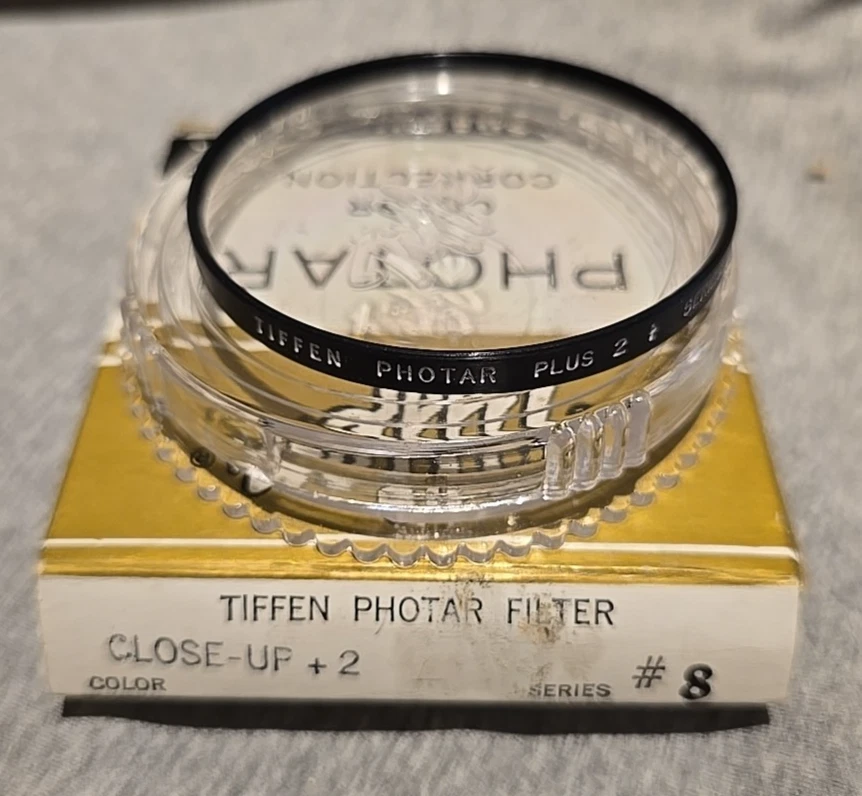 CORRECTION
COLOR
PHOTAR
TIFFEN PHOTAR PLUS 2
TIFFEN PHOTAR FILTER
CLOSE-UP + 2
COLOR
SERIES # 8